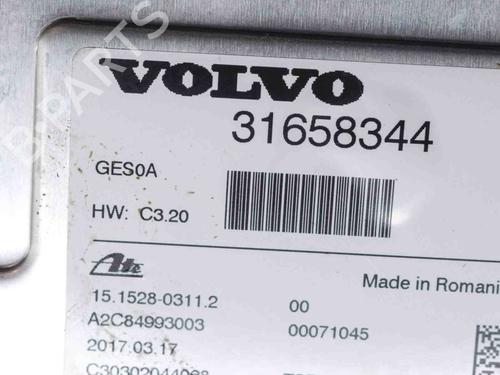 VOLVO
31658344
GES0A
HW: C3.20
Ate
Made in Romani
15.1528-0311.2 00
A2C84993003 00071045
2017.03.17
B-PARTS